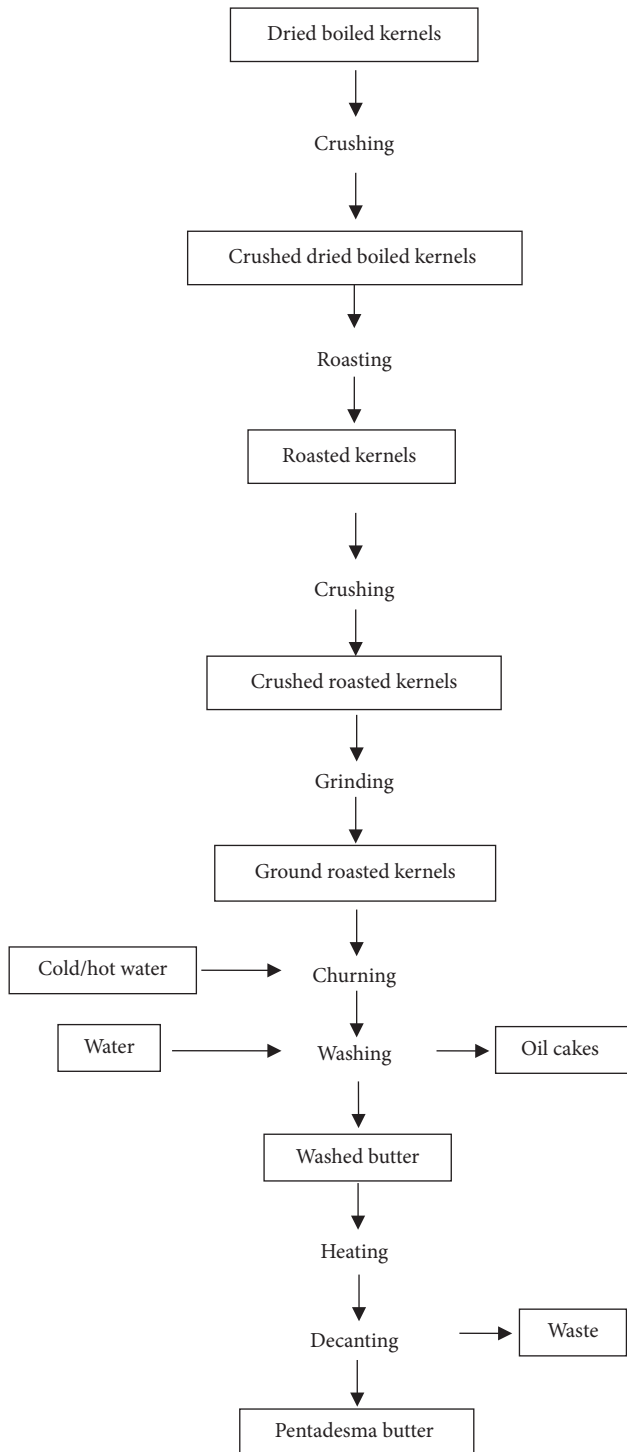 Dried boiled kernels
Crushing
Crushed dried boiled kernels
Roasting
Roasted kernels
Crushing
Crushed roasted kernels
Grinding
Ground roasted kernels
Cold/hot water
Churning
Water
Washing
Oil cakes
Washed butter
Heating
Decanting
Waste
Pentadesma butter